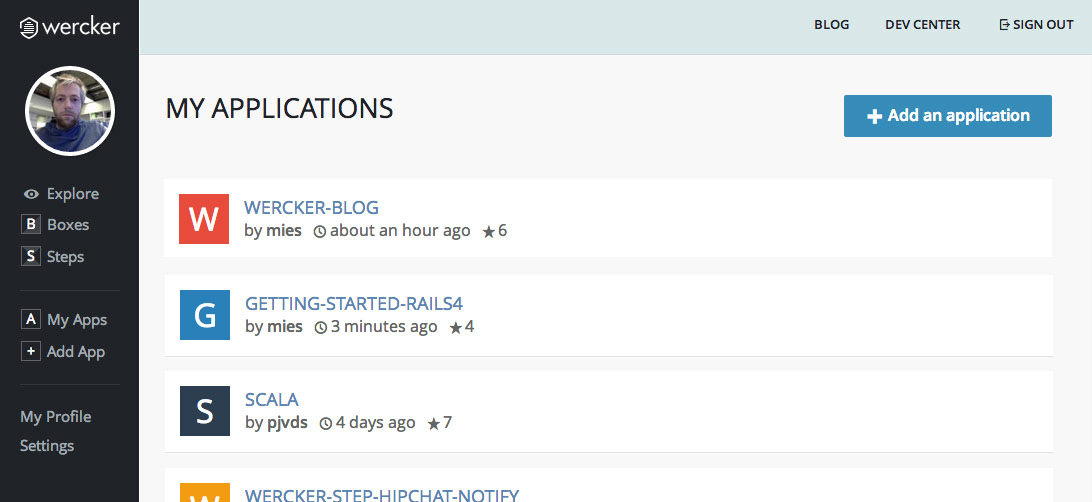 wercker
BLOG
DEV CENTER
SIGN OUT
Explore
B Boxes
S Steps
A My Apps
+ Add App
My Profile
Settings
MY APPLICATIONS
+ Add an application
W
WERCKER-BLOG
by mies about an hour ago ★6
G
GETTING-STARTED-RAILS4
by mies 3 minutes ago ★4
S
SCALA
by pjvds 4 days ago ★7
W
WERCKER-STEP-HIPCHAT-NOTIFY